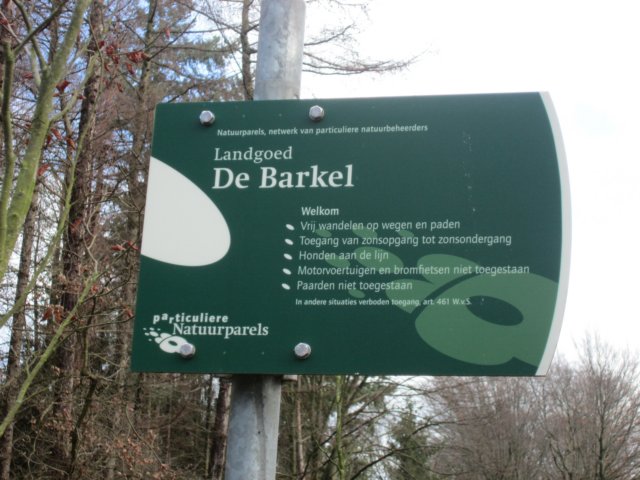 Natuurparels, netwerk van particuliere natuurbeheerders
Landgoed
De Barkel
Welkom
Vrij wandelen op wegen en paden
Toegang van zonsopgang tot zonsondergang
Honden aan de lijn
Motorvoertuigen en bromfietsen niet toegestaan
Paarden niet toegestaan
In andere situaties verboden toegang, art. 461 W.v.S.
particuliere
Natuurparels